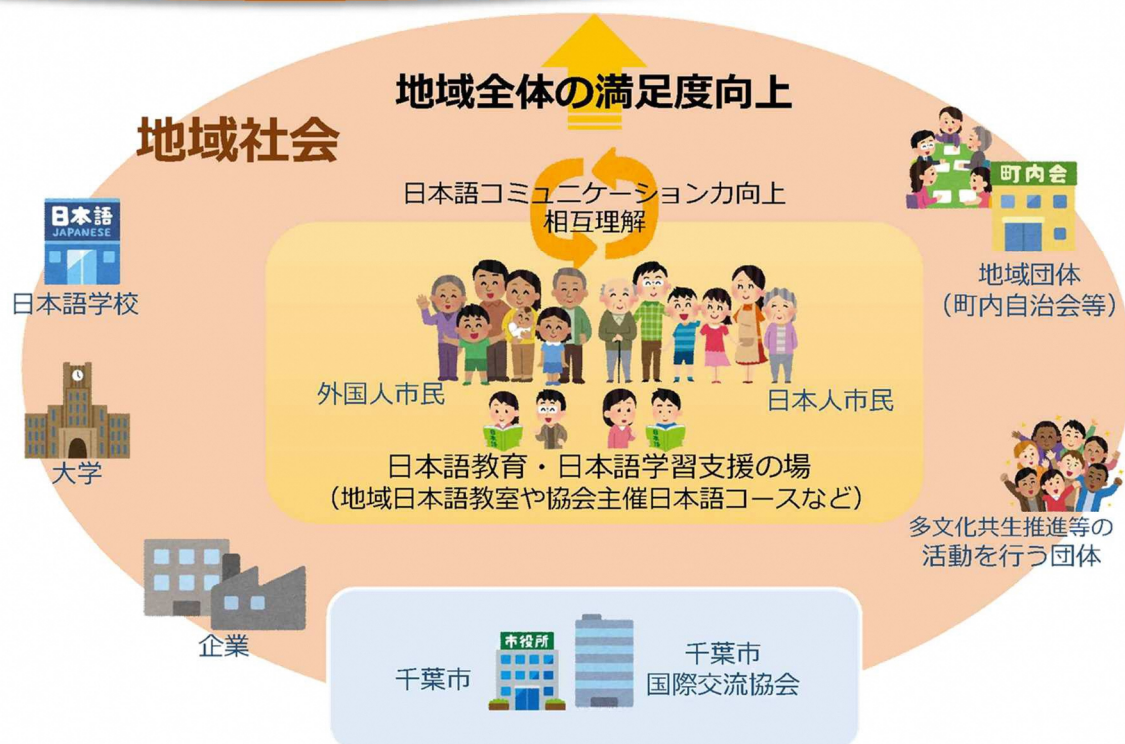 地域全体の満足度向上
地域社会
日本語コミュニケーション力向上
相互理解
日本語
JAPANESE
日本語学校
町内会
地域団体
（町内自治会等）
外国人市民
日本人市民
大学
日本語
日本語
日本語教育・日本語学習支援の場
（地域日本語教室や協会主催日本語コースなど）
多文化共生推進等の
活動を行う団体
企業
市役所
千葉市
千葉市
国際交流協会